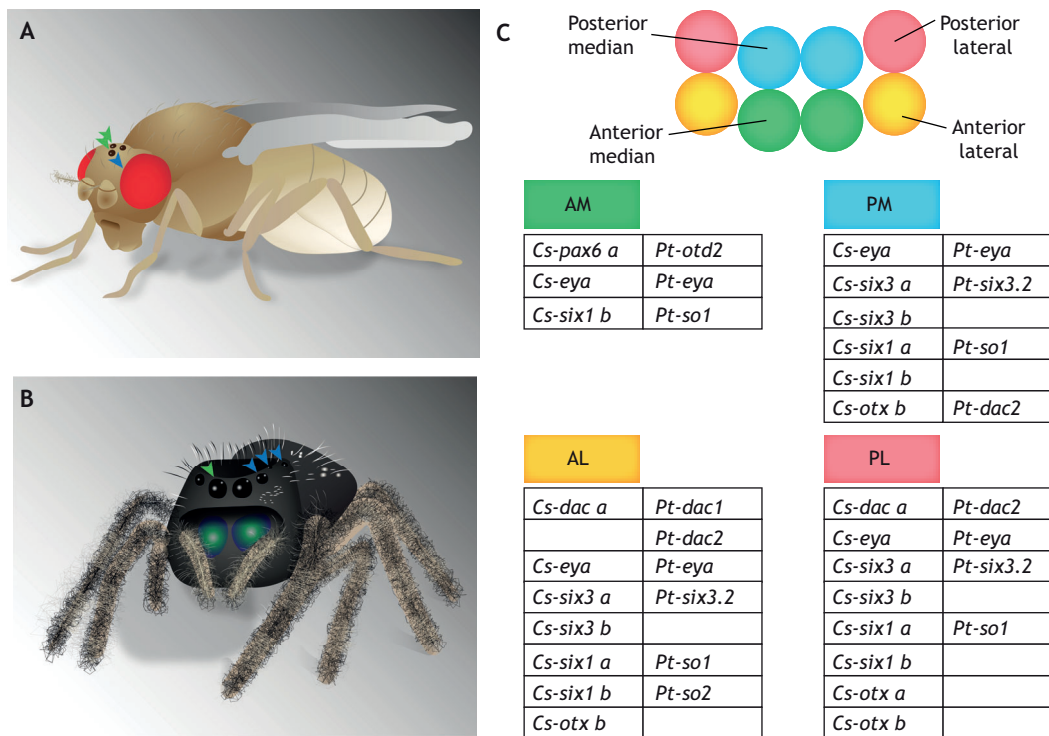 A
B
C
Posterior median
Posterior lateral
Anterior median
Anterior lateral
AM
Cs-pax6 a Pt-otd2
Cs-eya Pt-eya
Cs-six1 b Pt-so1
PM
Cs-eya Pt-eya
Cs-six3 a Pt-six3.2
Cs-six3 b
Cs-six1 a Pt-so1
Cs-six1 b
Cs-otx b Pt-dac2
AL
Cs-dac a Pt-dac1
Pt-dac2
Cs-eya Pt-eya
Cs-six3 a Pt-six3.2
Cs-six3 b
Cs-six1 a Pt-so1
Cs-six1 b Pt-so2
Cs-otx b
PL
Cs-dac a Pt-dac2
Cs-eya Pt-eya
Cs-six3 a Pt-six3.2
Cs-six3 b
Cs-six1 a Pt-so1
Cs-six1 b
Cs-otx a
Cs-otx b